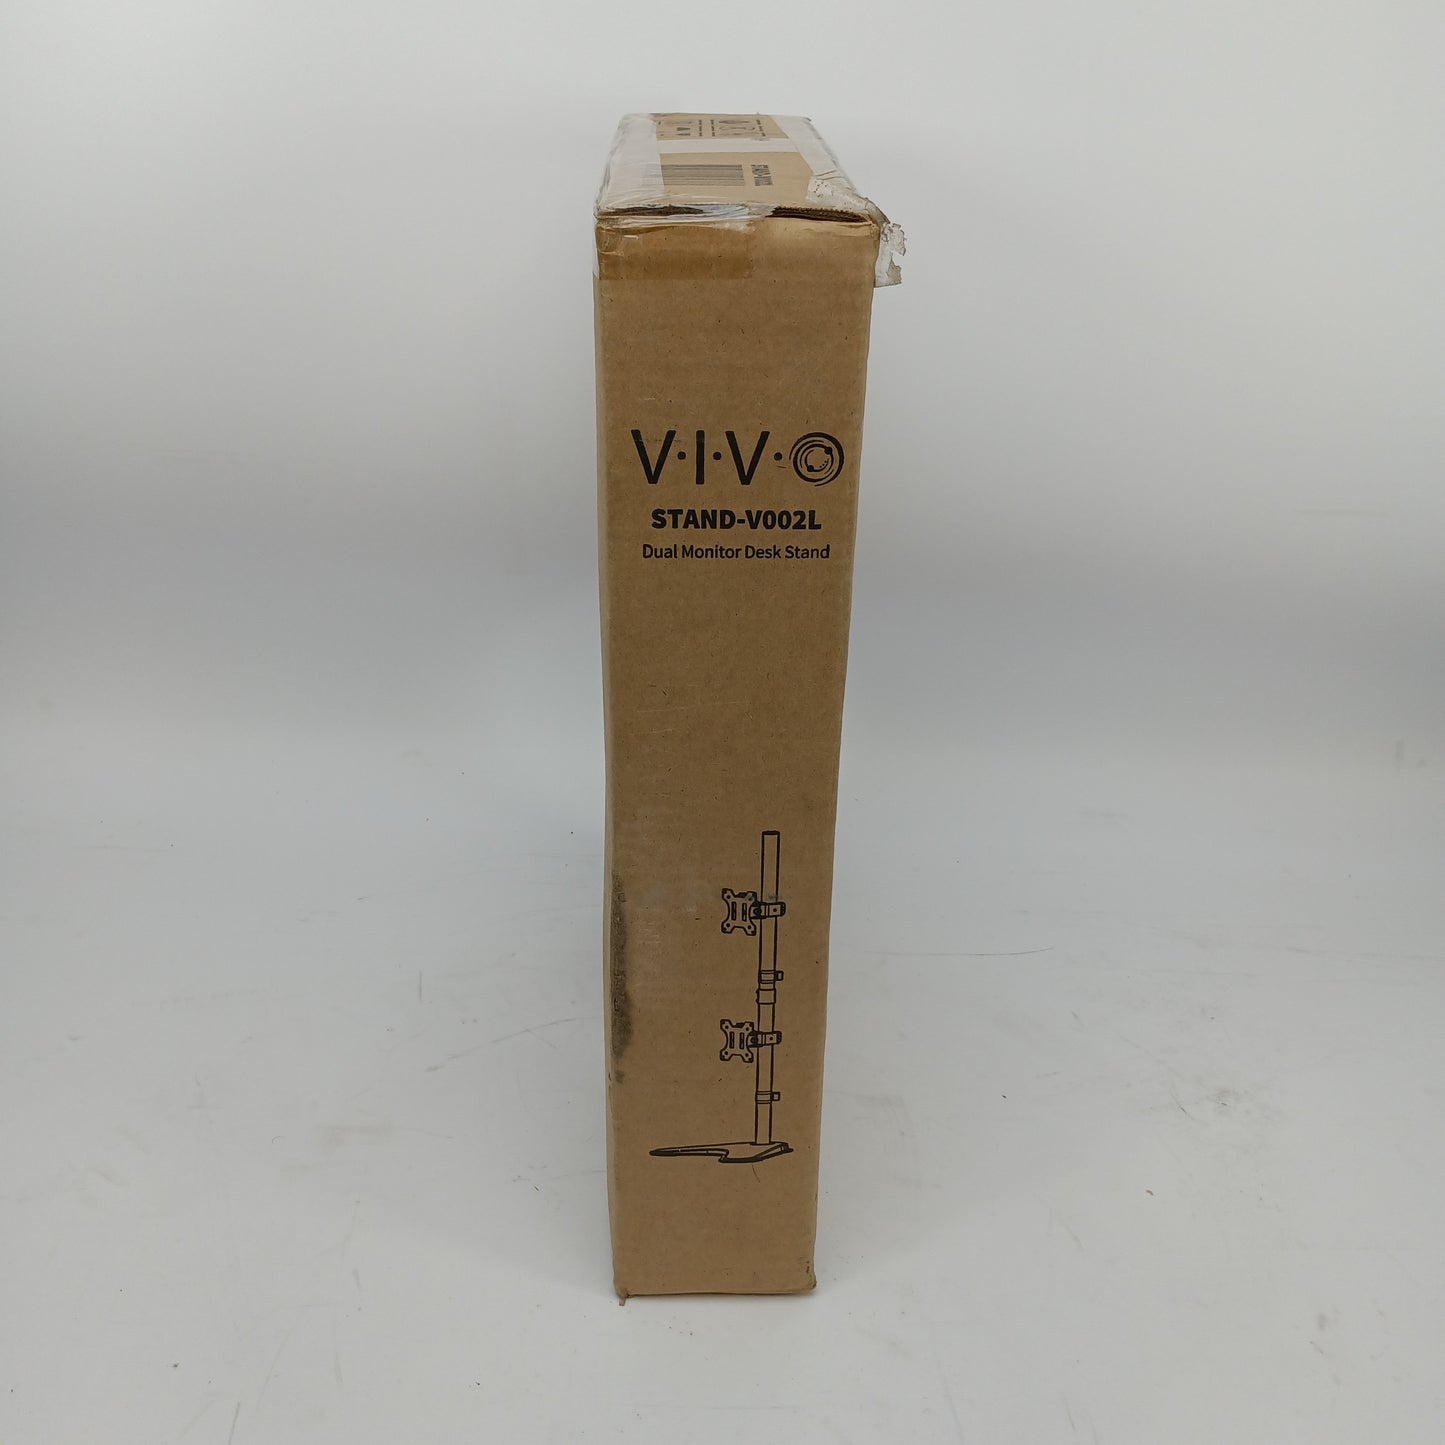 V·I·V·O
STAND-V002L
Dual Monitor Desk Stand